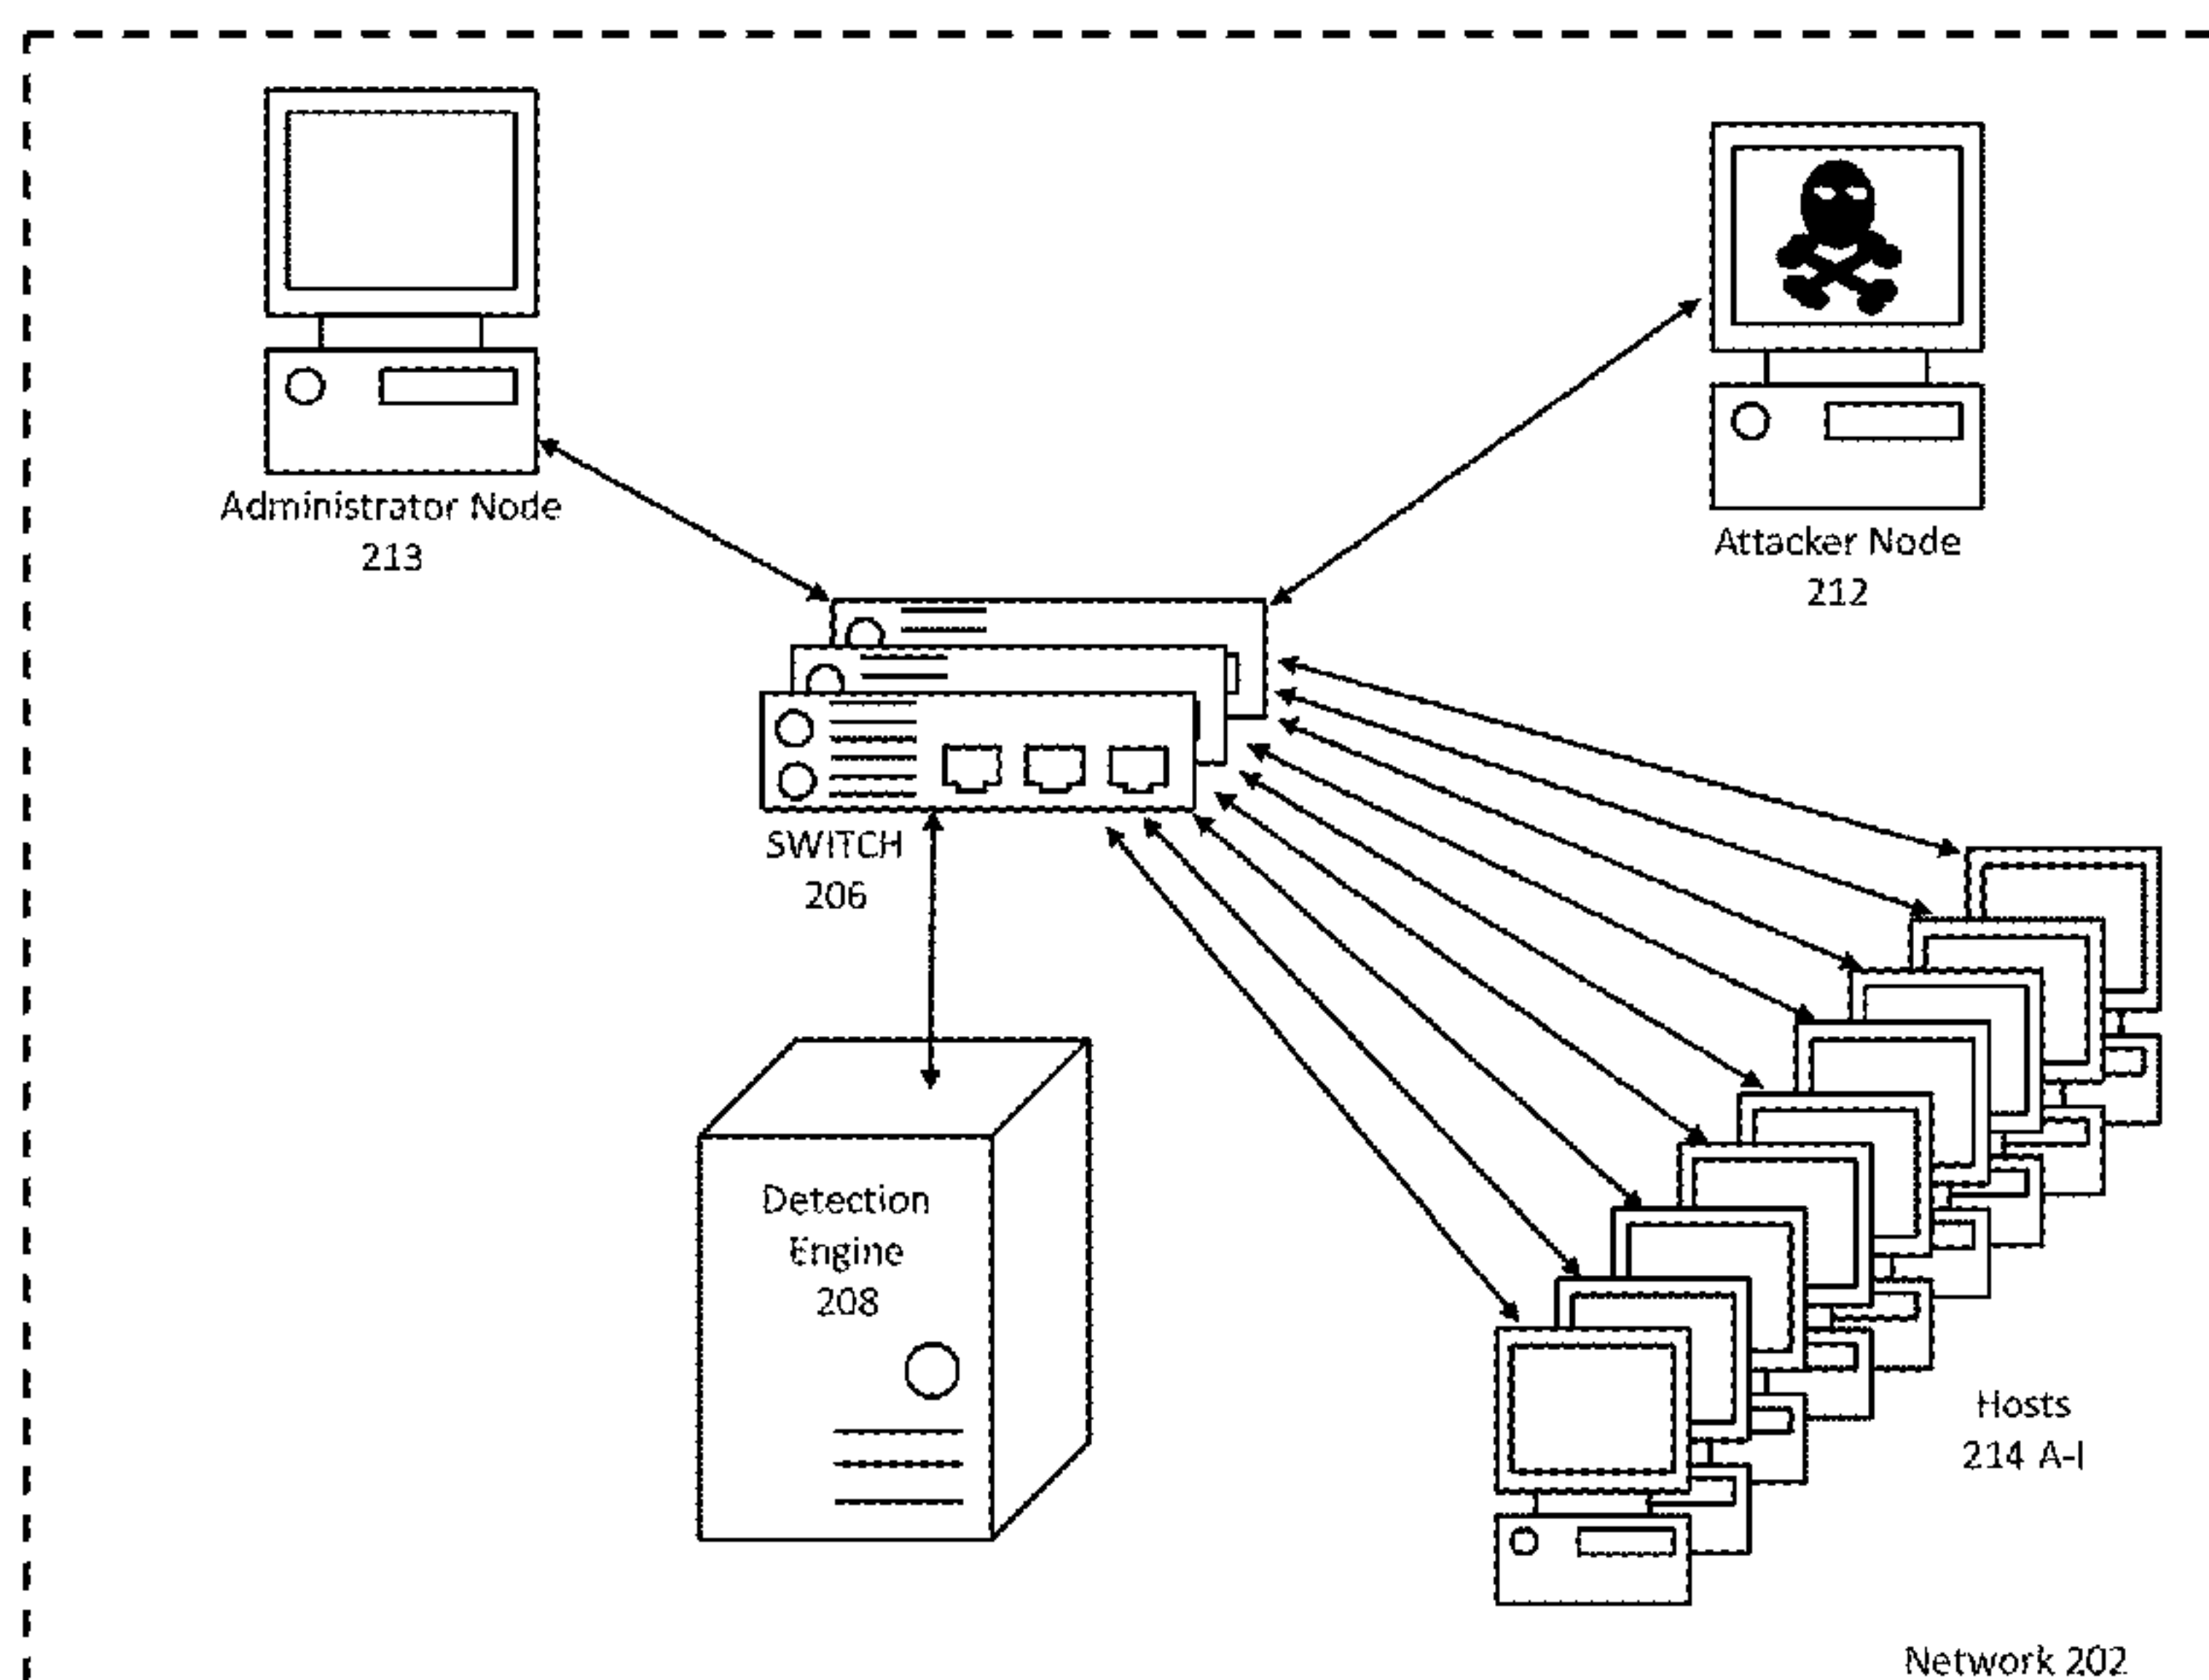 Administrator Node
213
Attacker Node
212
SWITCH
206
Detection
Engine
208
Hosts
214 A-I
Network 202